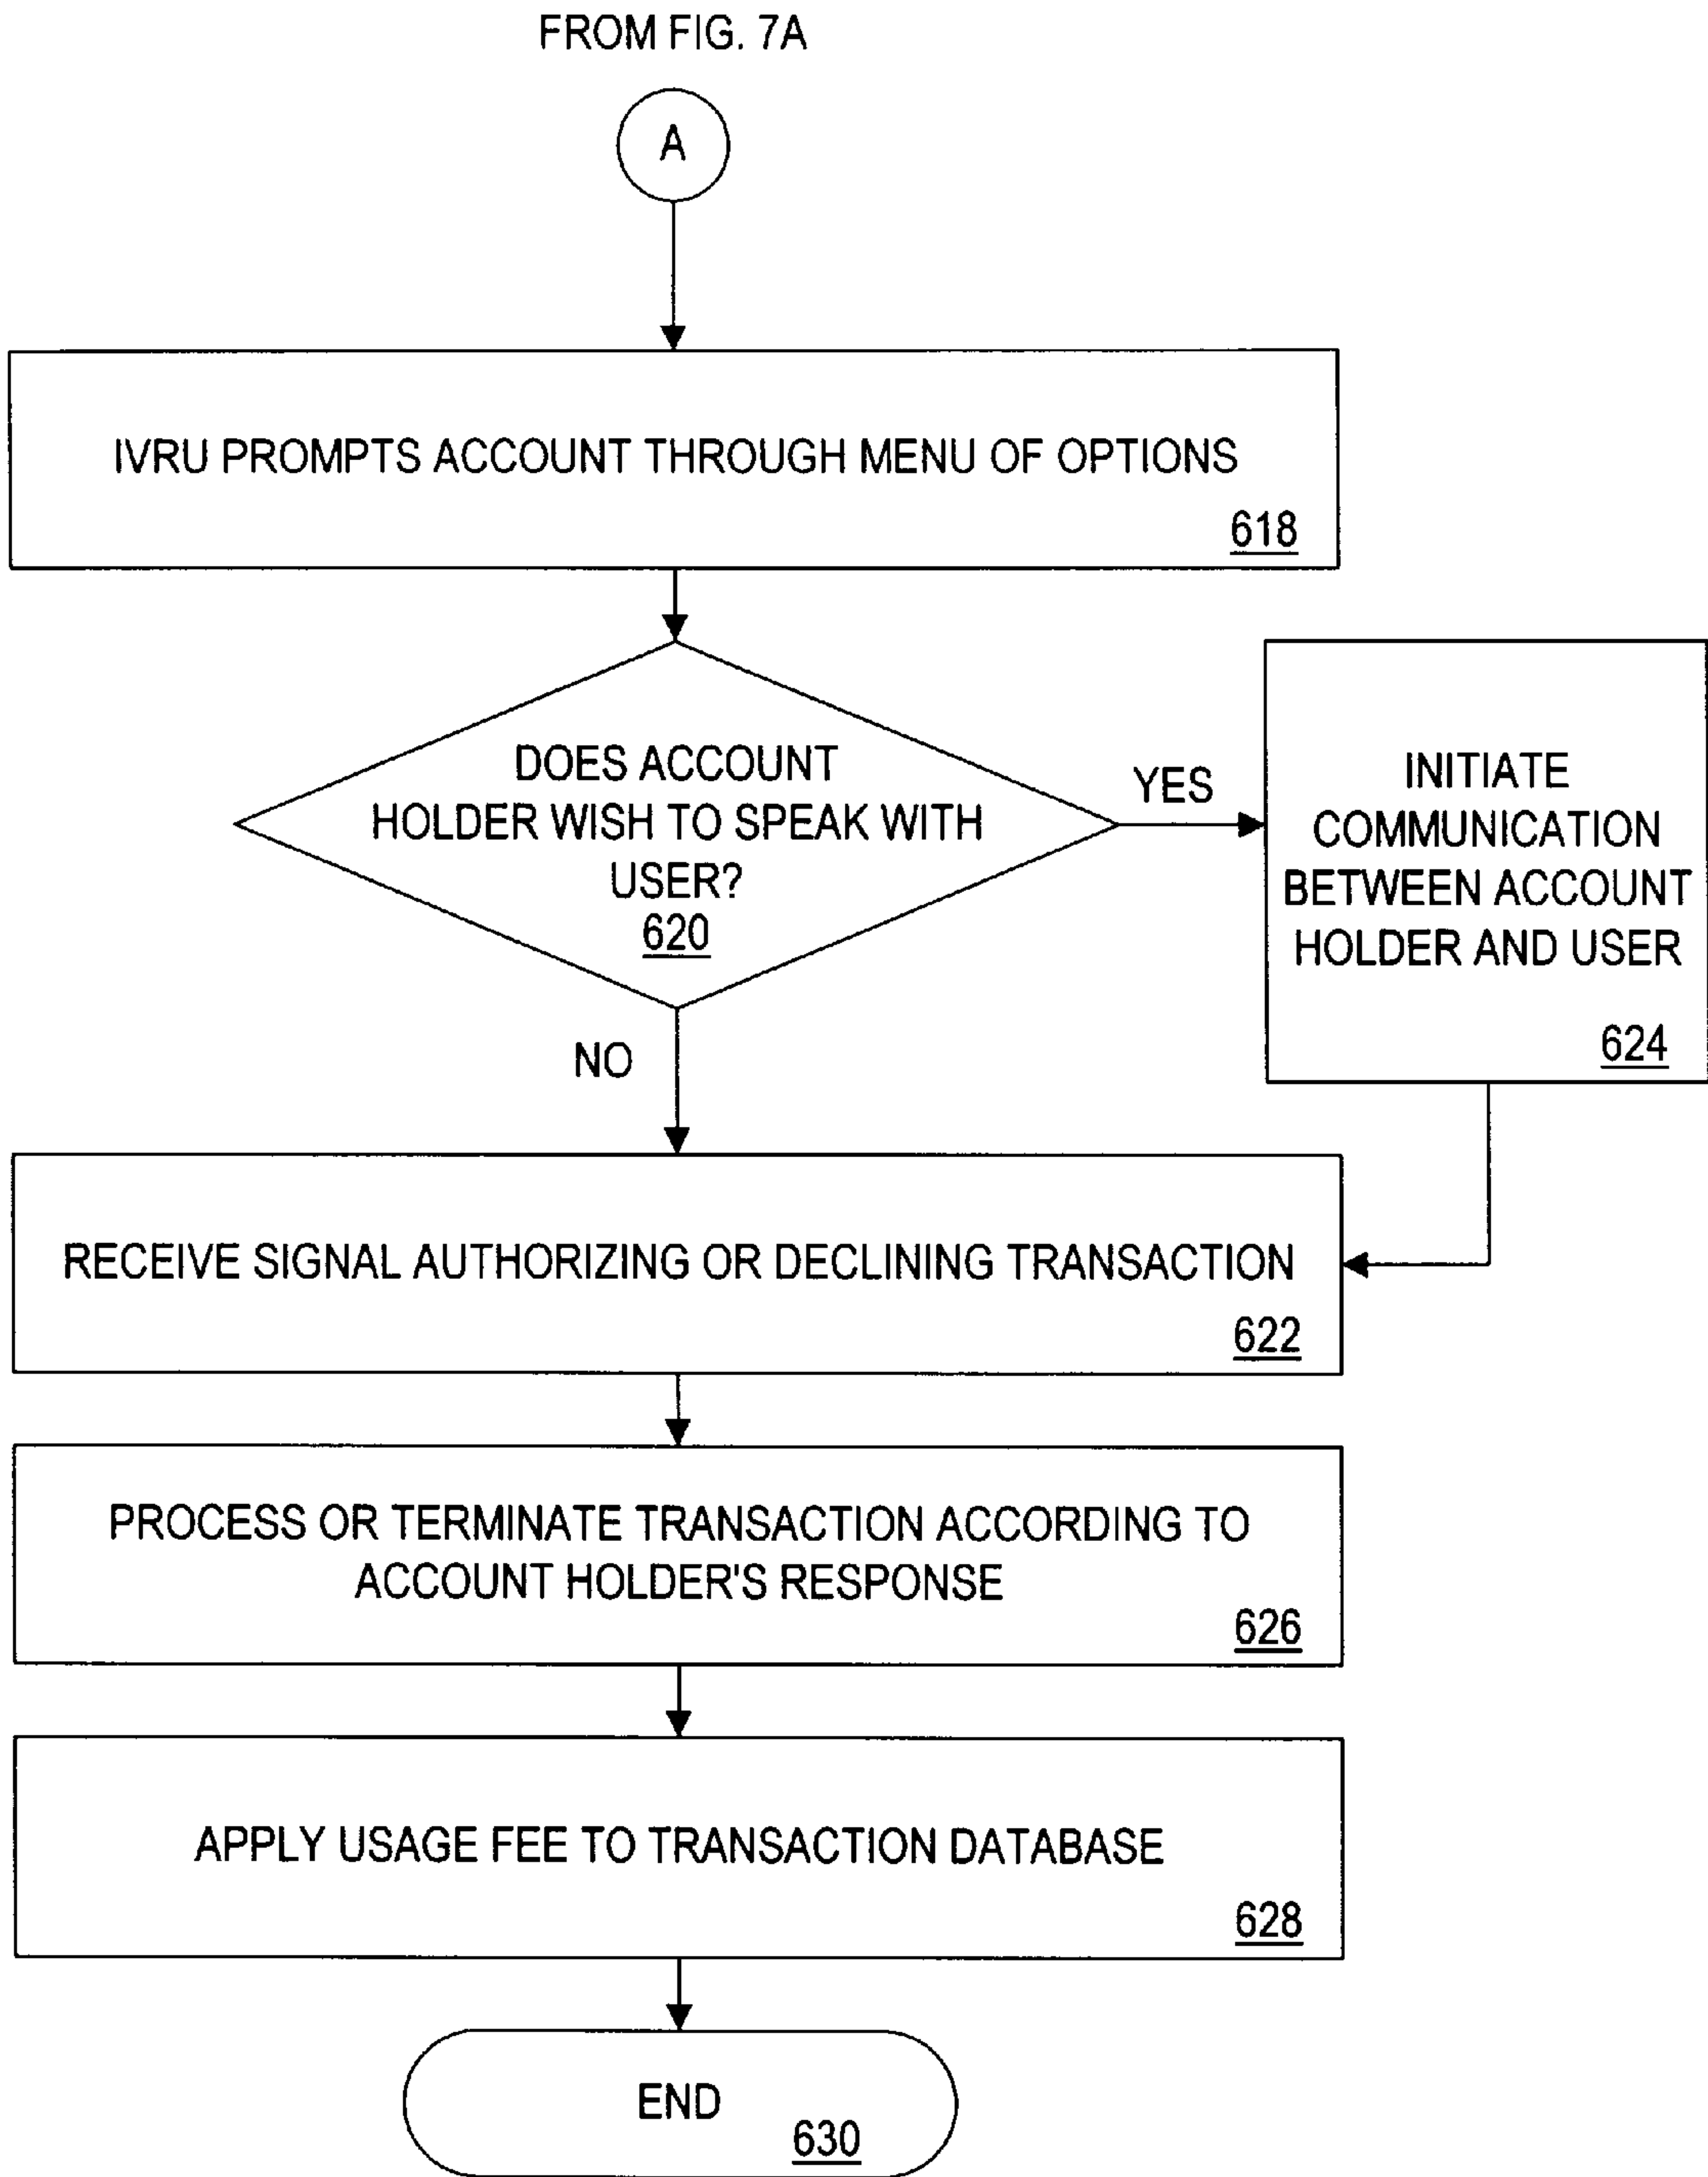 FROM FIG. 7A
A
IVRU PROMPTS ACCOUNT THROUGH MENU OF OPTIONS
618
DOES ACCOUNT
HOLDER WISH TO SPEAK WITH
USER?
620
YES
INITIATE
COMMUNICATION
BETWEEN ACCOUNT
HOLDER AND USER
624
NO
RECEIVE SIGNAL AUTHORIZING OR DECLINING TRANSACTION
622
PROCESS OR TERMINATE TRANSACTION ACCORDING TO
ACCOUNT HOLDER'S RESPONSE
626
APPLY USAGE FEE TO TRANSACTION DATABASE
628
END
630